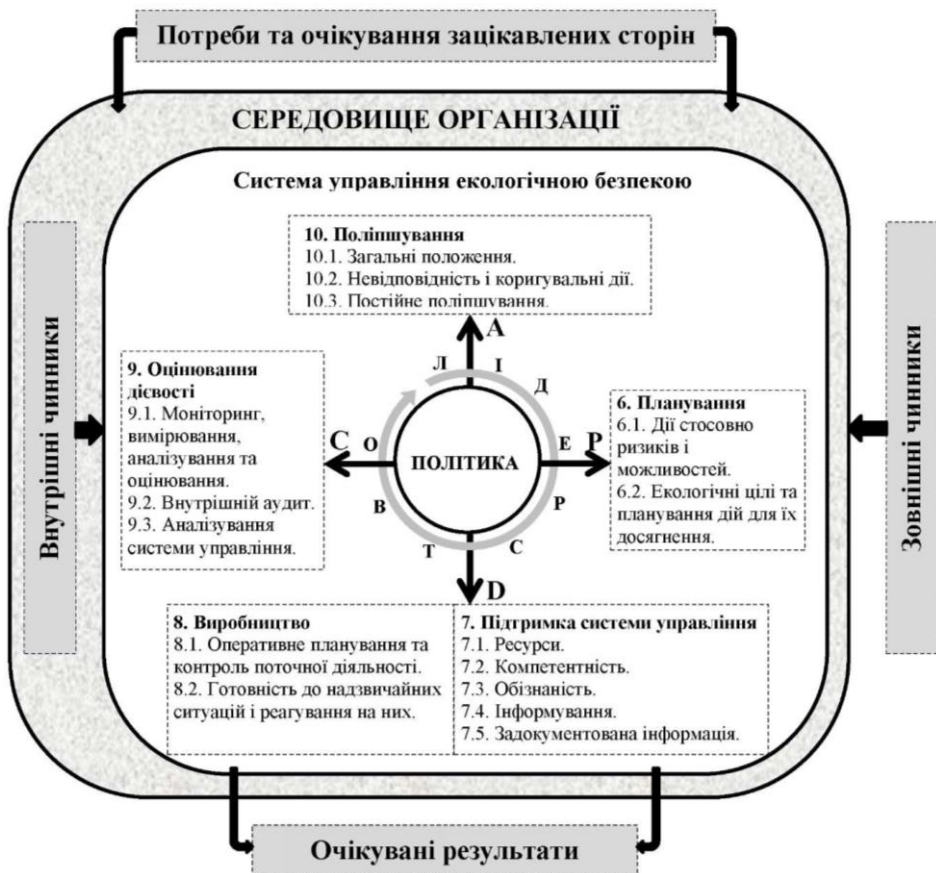 Потреби та очікування зацікавлених сторін
СЕРЕДОВИЩЕ ОРГАНІЗАЦІЇ
Система управління екологічною безпекою
10. Поліпшування
10.1. Загальні положення.
10.2. Невідповідність і коригувальні дії.
10.3. Постійне поліпшування.
A
Внутрішні чинники
9. Оцінювання
дієвості
9.1. Моніторинг,
вимірювання,
аналізування та
оцінювання.
9.2. Внутрішній аудит.
9.3. Аналізування
системи управління.
C
Л І Д Е Р С Т В О
ПОЛІТИКА
P
6. Планування
6.1. Дії стосовно
ризиків і
можливостей.
6.2. Екологічні цілі та
планування дій для їх
досягнення.
Зовнішні чинники
D
8. Виробництво
8.1. Оперативне планування та
контроль поточної діяльності.
8.2. Готовність до надзвичайних
ситуацій і реагування на них.
7. Підтримка системи управління
7.1. Ресурси.
7.2. Компетентність.
7.3. Обізнаність.
7.4. Інформування.
7.5. Задокументована інформація.
Очікувані результати